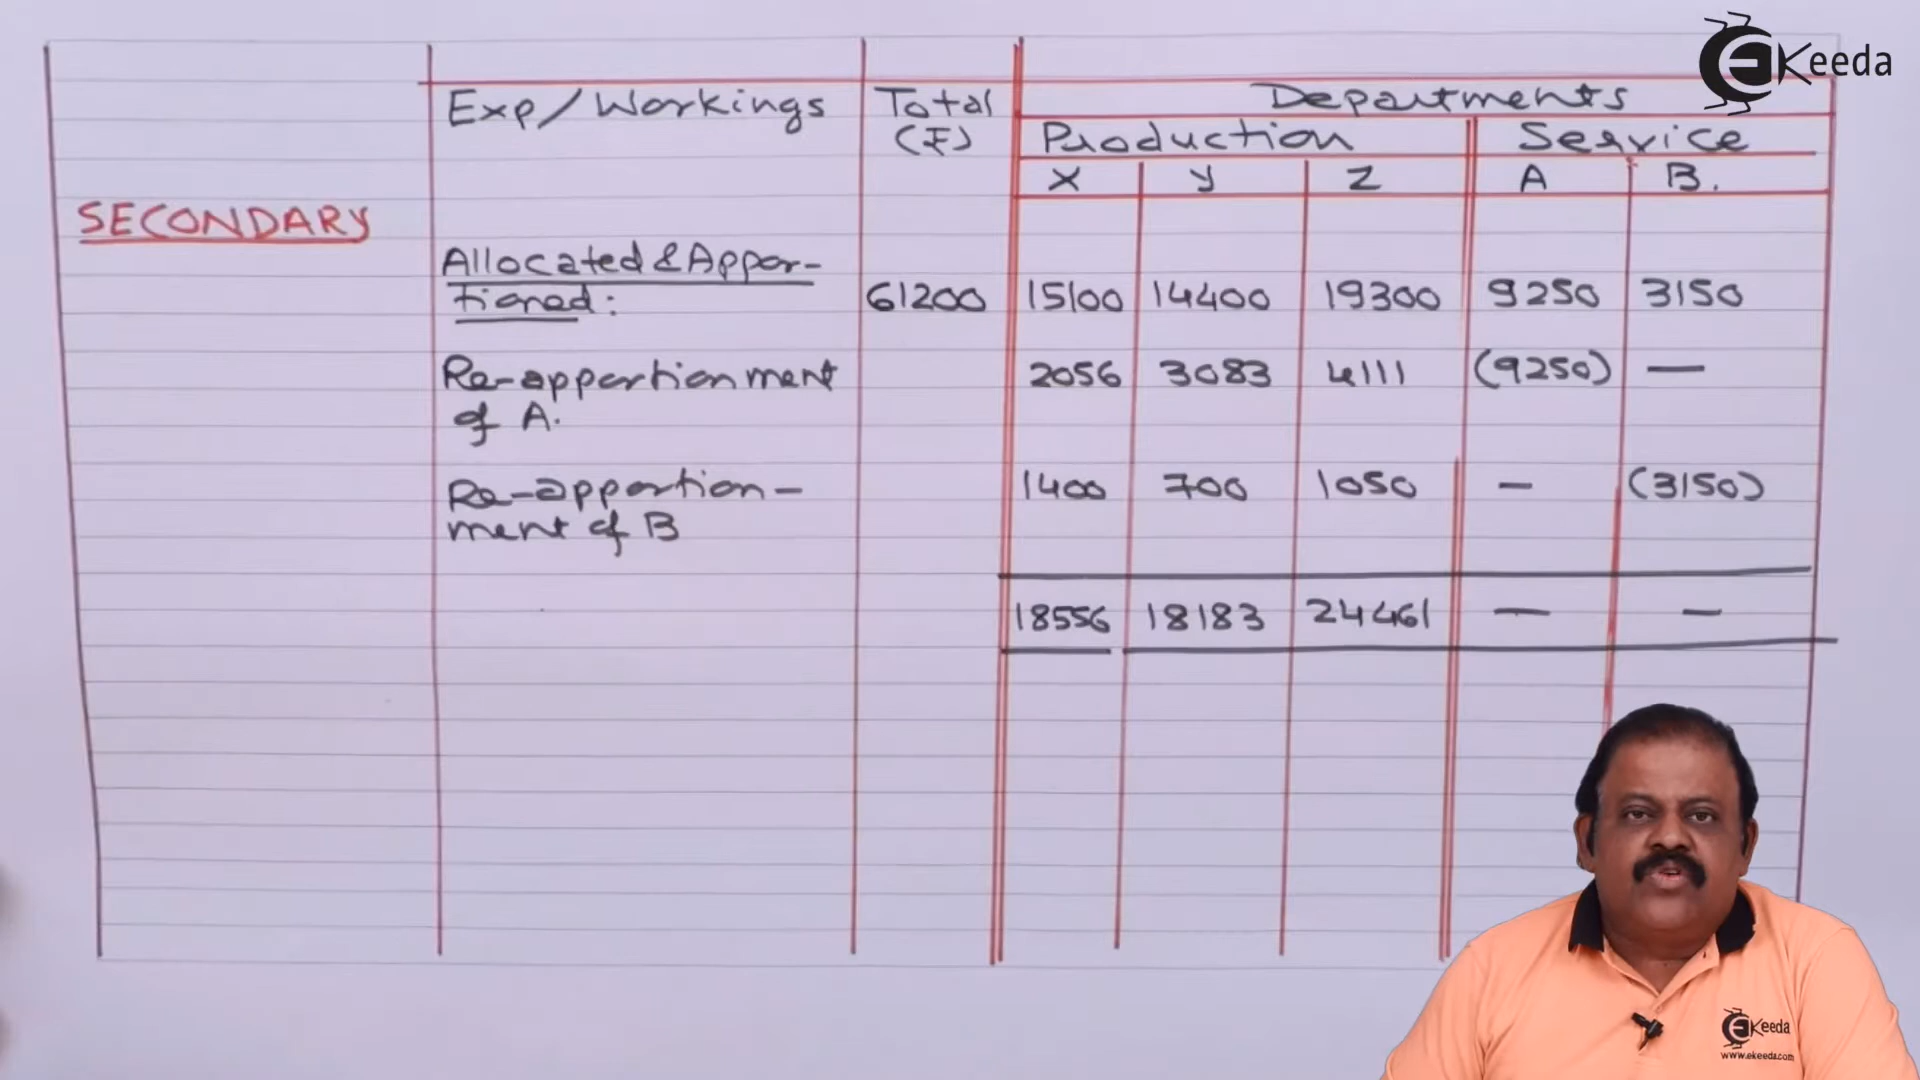 EKeeda
Exp/Workings Total Departments
(₹) Production Service
X Y Z A B.
SECONDARY
Allocated & Appor-
tioned: 61200 15100 14400 19300 9250 3150
Re-apportionment 2056 3083 4111 (9250) —
of A.
Re-apportion- 1400 700 1050 — (3150)
ment of B
18556 18183 24461 — —
EKeeda
www.ekeeda.com